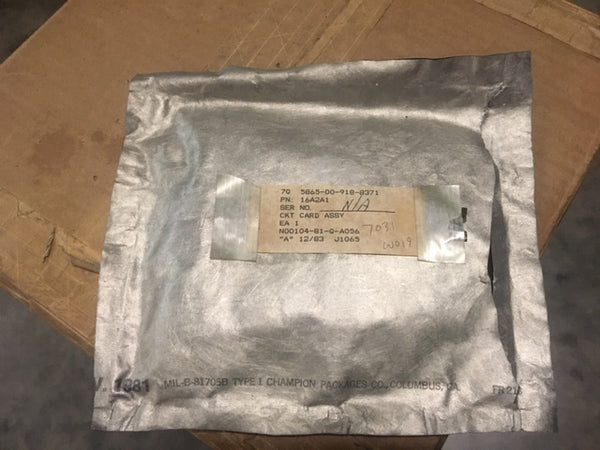 70 5865-00-918-8371
PN: 16A2A1
SER NO. N/A
CKT CARD ASSY
EA 1
N00104-81-G-A056 7031
"A" 12/83 J1065
V. 1981 MIL-B-81705B TYPE I CHAMPION PACKAGES CO., COLUMBUS, GA.